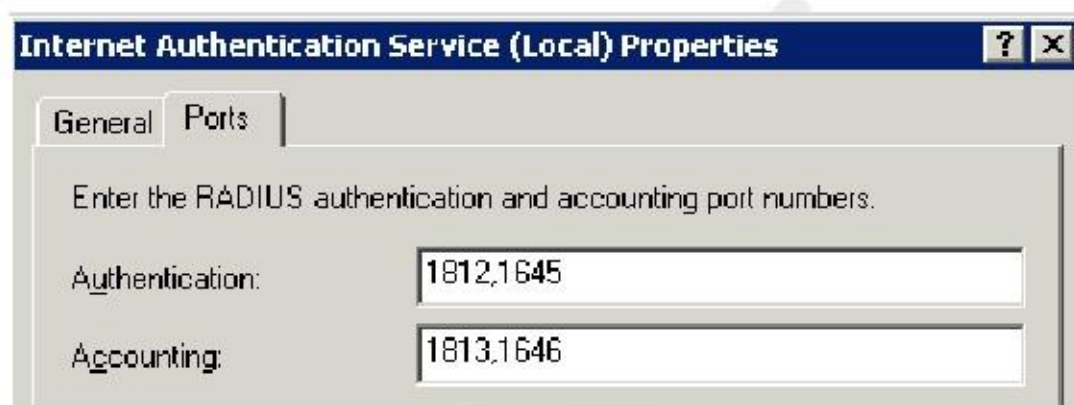 Internet Authentication Service (Local) Properties
General Ports
Enter the RADIUS authentication and accounting port numbers.
Authentication: 1812,1645
Accounting: 1813,1646